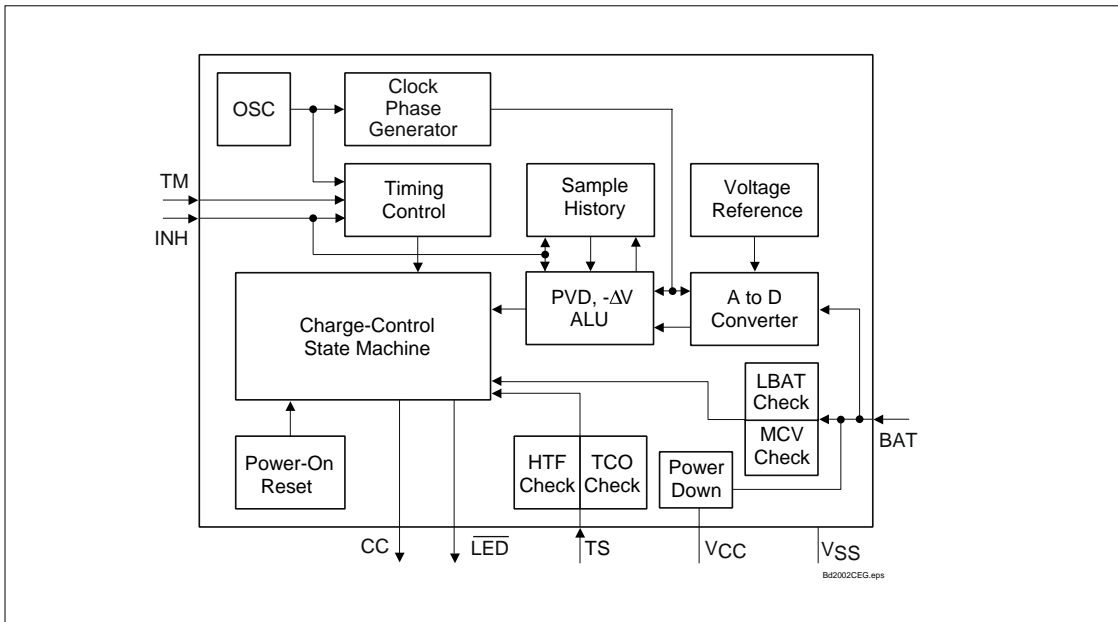 OSC
Clock
Phase
Generator
TM
INH
Timing
Control
Sample
History
Voltage
Reference
Charge-Control
State Machine
PVD, -ΔV
ALU
A to D
Converter
LBAT
Check
MCV
Check
BAT
Power-On
Reset
HTF
Check
TCO
Check
Power
Down
CC
LED
TS
VCC
VSS
Bd2002CEG.eps